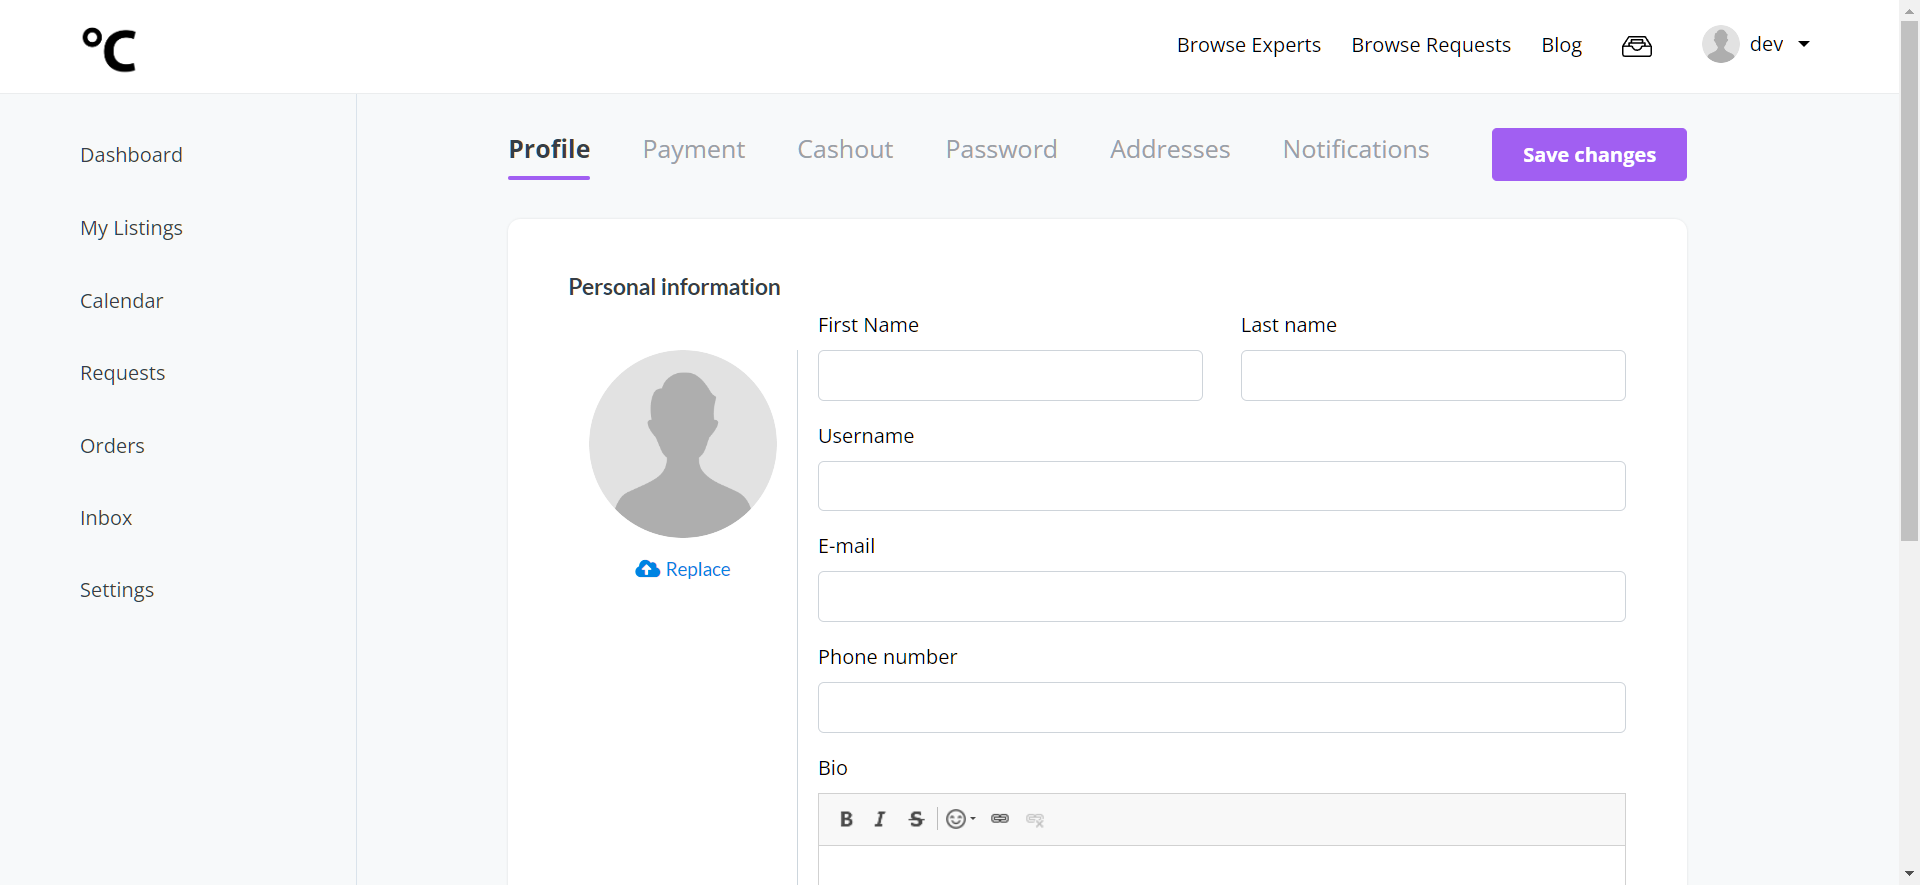 °C
Browse Experts Browse Requests Blog dev
Dashboard
My Listings
Calendar
Requests
Orders
Inbox
Settings
Profile Payment Cashout Password Addresses Notifications Save changes
Personal information
Replace
First Name Last name
Username
E-mail
Phone number
Bio
B I S